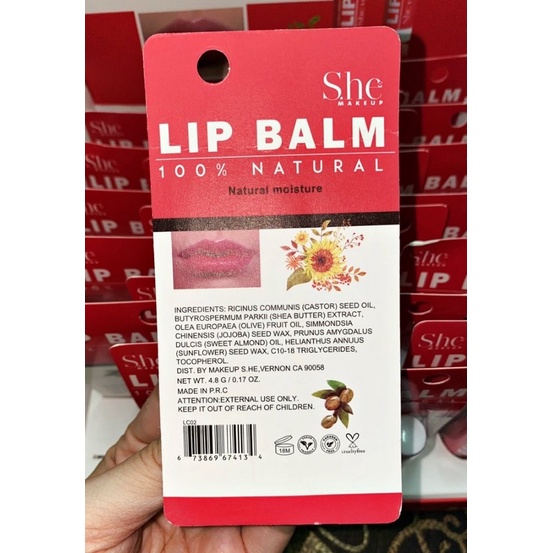 S.he
MAKEUP
LIP BALM
100% NATURAL
Natural moisture
INGREDIENTS: RICINUS COMMUNIS (CASTOR) SEED OIL,
BUTYROSPERMUM PARKII (SHEA BUTTER) EXTRACT,
OLEA EUROPAEA (OLIVE) FRUIT OIL, SIMMONDSIA
CHINENSIS (JOJOBA) SEED WAX, PRUNUS AMYGDALUS
DULCIS (SWEET ALMOND) OIL, HELIANTHUS ANNUUS
(SUNFLOWER) SEED WAX, C10-18 TRIGLYCERIDES,
TOCOPHEROL.
DIST. BY MAKEUP S.HE,VERNON CA 90058
NET WT. 4.8 G / 0.17 OZ.
MADE IN P.R.C
ATTENTION:EXTERNAL USE ONLY.
KEEP IT OUT OF REACH OF CHILDREN.
LC02
6 73869 67413 4
18M
crueltyfree